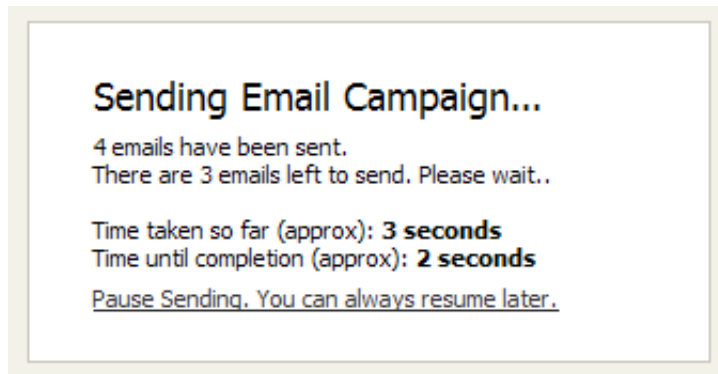 Sending Email Campaign...
4 emails have been sent.
There are 3 emails left to send. Please wait..
Time taken so far (approx): 3 seconds
Time until completion (approx): 2 seconds
Pause Sending. You can always resume later.